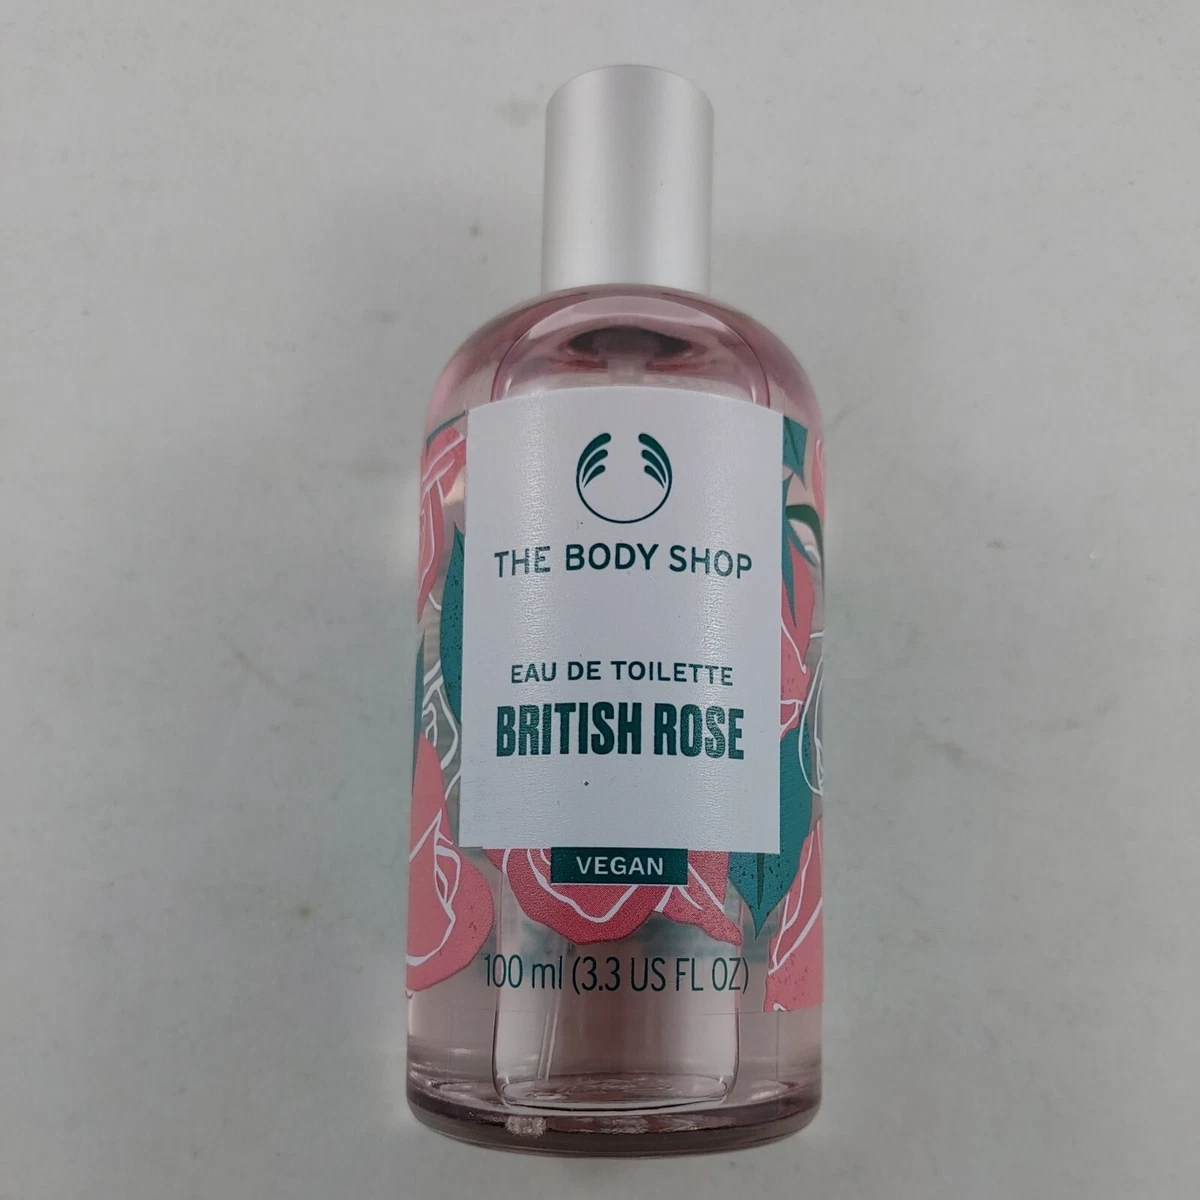 THE BODY SHOP
EAU DE TOILETTE
BRITISH ROSE
VEGAN
100 ml (3.3 US FL OZ)